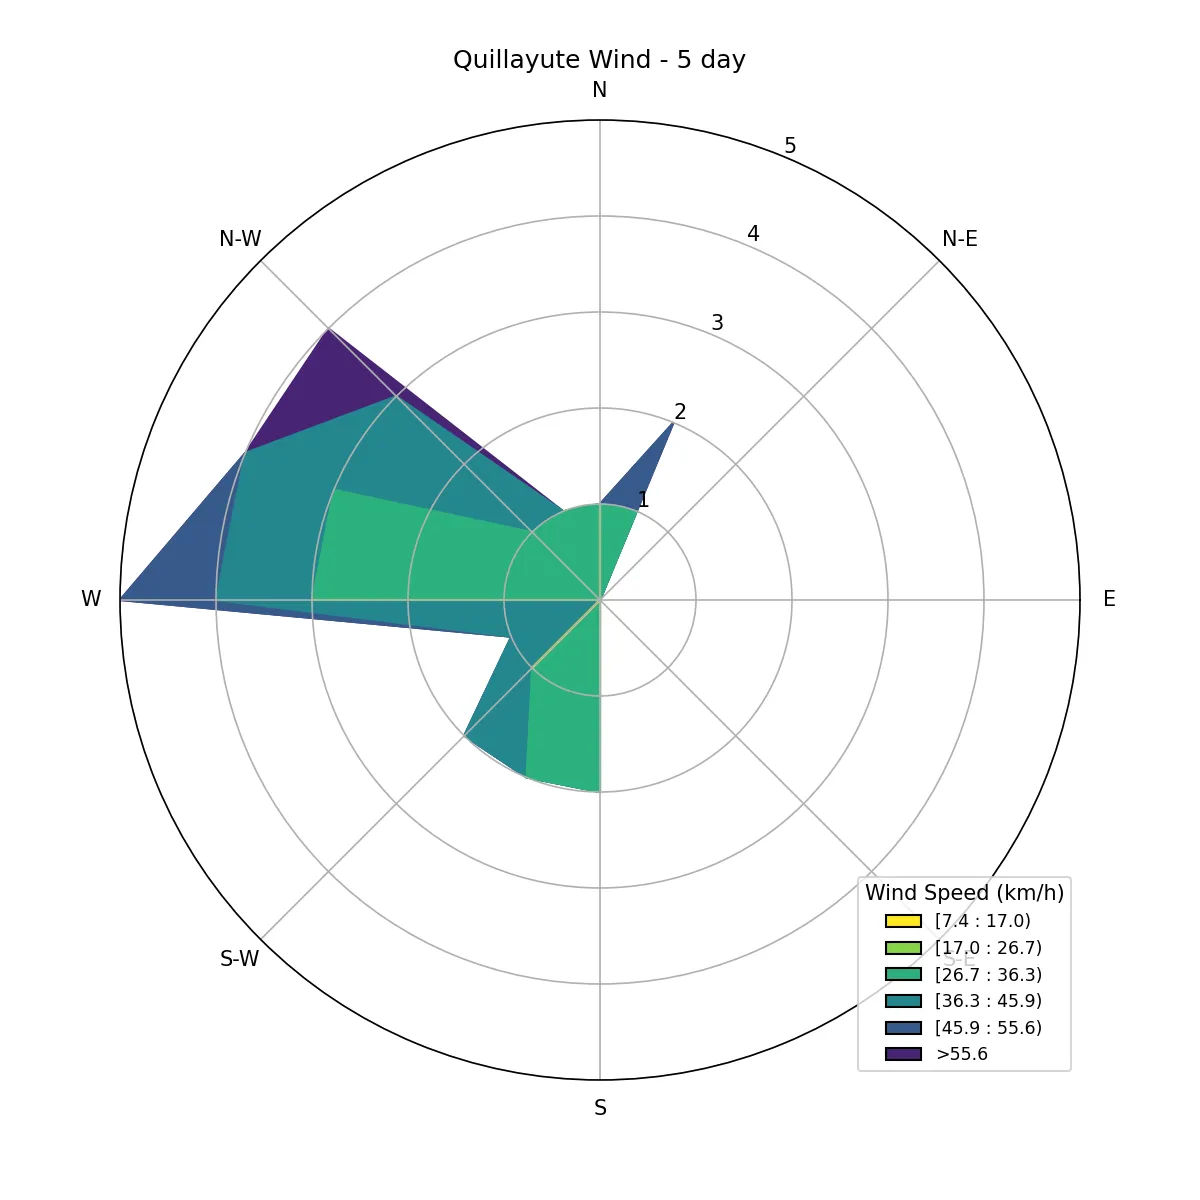 Quillayute Wind - 5 day
N
5
N-W
N-E
4
3
2
1
W
E
Wind Speed (km/h)
[7.4 : 17.0)
[17.0 : 26.7)
S-W
S-E
[26.7 : 36.3)
[36.3 : 45.9)
[45.9 : 55.6)
>55.6
S